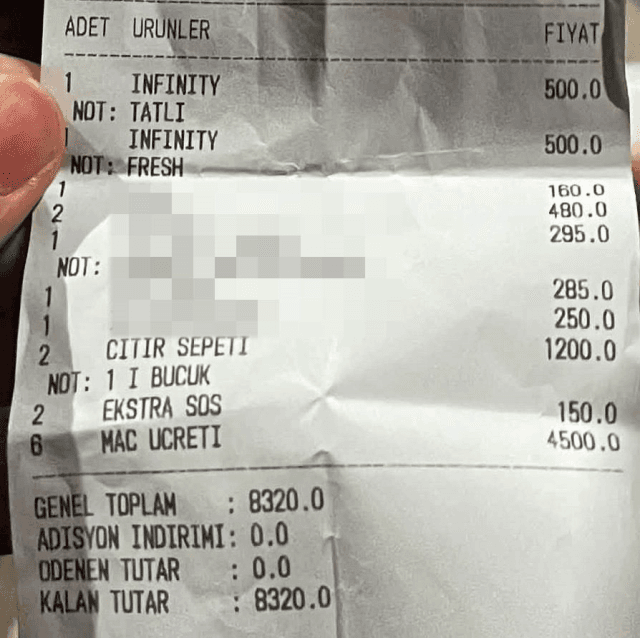 ADET URUNLER FIYAT
1 INFINITY 500.0
NOT: TATLI
1 INFINITY 500.0
NOT: FRESH
1 160.0
2 480.0
1 295.0
NOT:
1 285.0
1 250.0
2 CITIR SEPETI 1200.0
NOT: 1 I BUCUK
2 EKSTRA SOS 150.0
6 MAC UCRETI 4500.0
GENEL TOPLAM : 8320.0
ADISYON INDIRIMI: 0.0
ODENEN TUTAR : 0.0
KALAN TUTAR : 8320.0